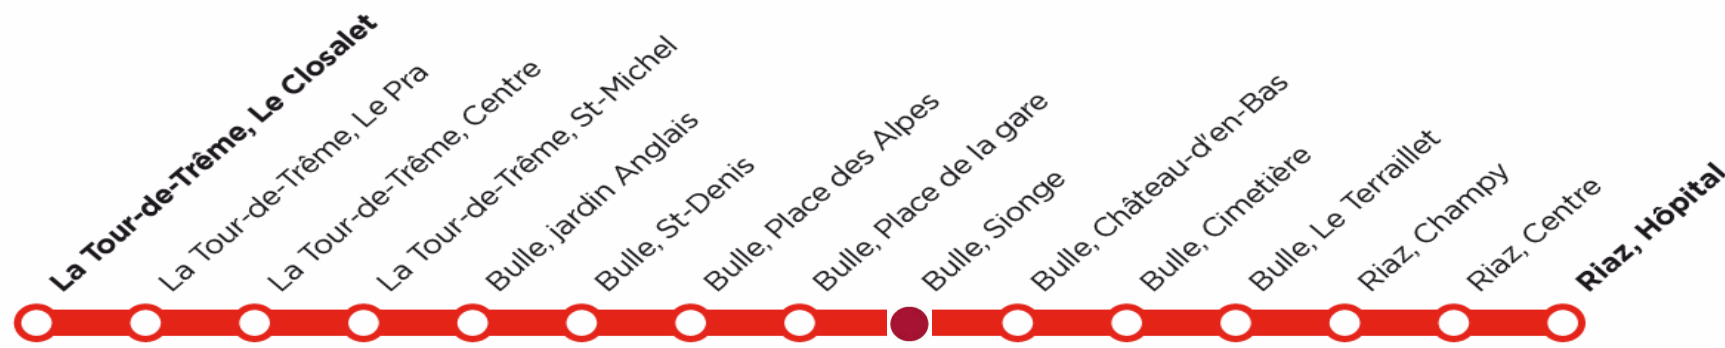 La Tour-de-Trême, Le Closalet
La Tour-de-Trême, Le Pra
La Tour-de-Trême, Centre
La Tour-de-Trême, St-Michel
Bulle, jardin Anglais
Bulle, St-Denis
Bulle, Place des Alpes
Bulle, Place de la gare
Bulle, Sionge
Bulle, Château-d'en-Bas
Bulle, Cimetière
Bulle, Le Terraillet
Riaz, Champy
Riaz, Centre
Riaz, Hôpital